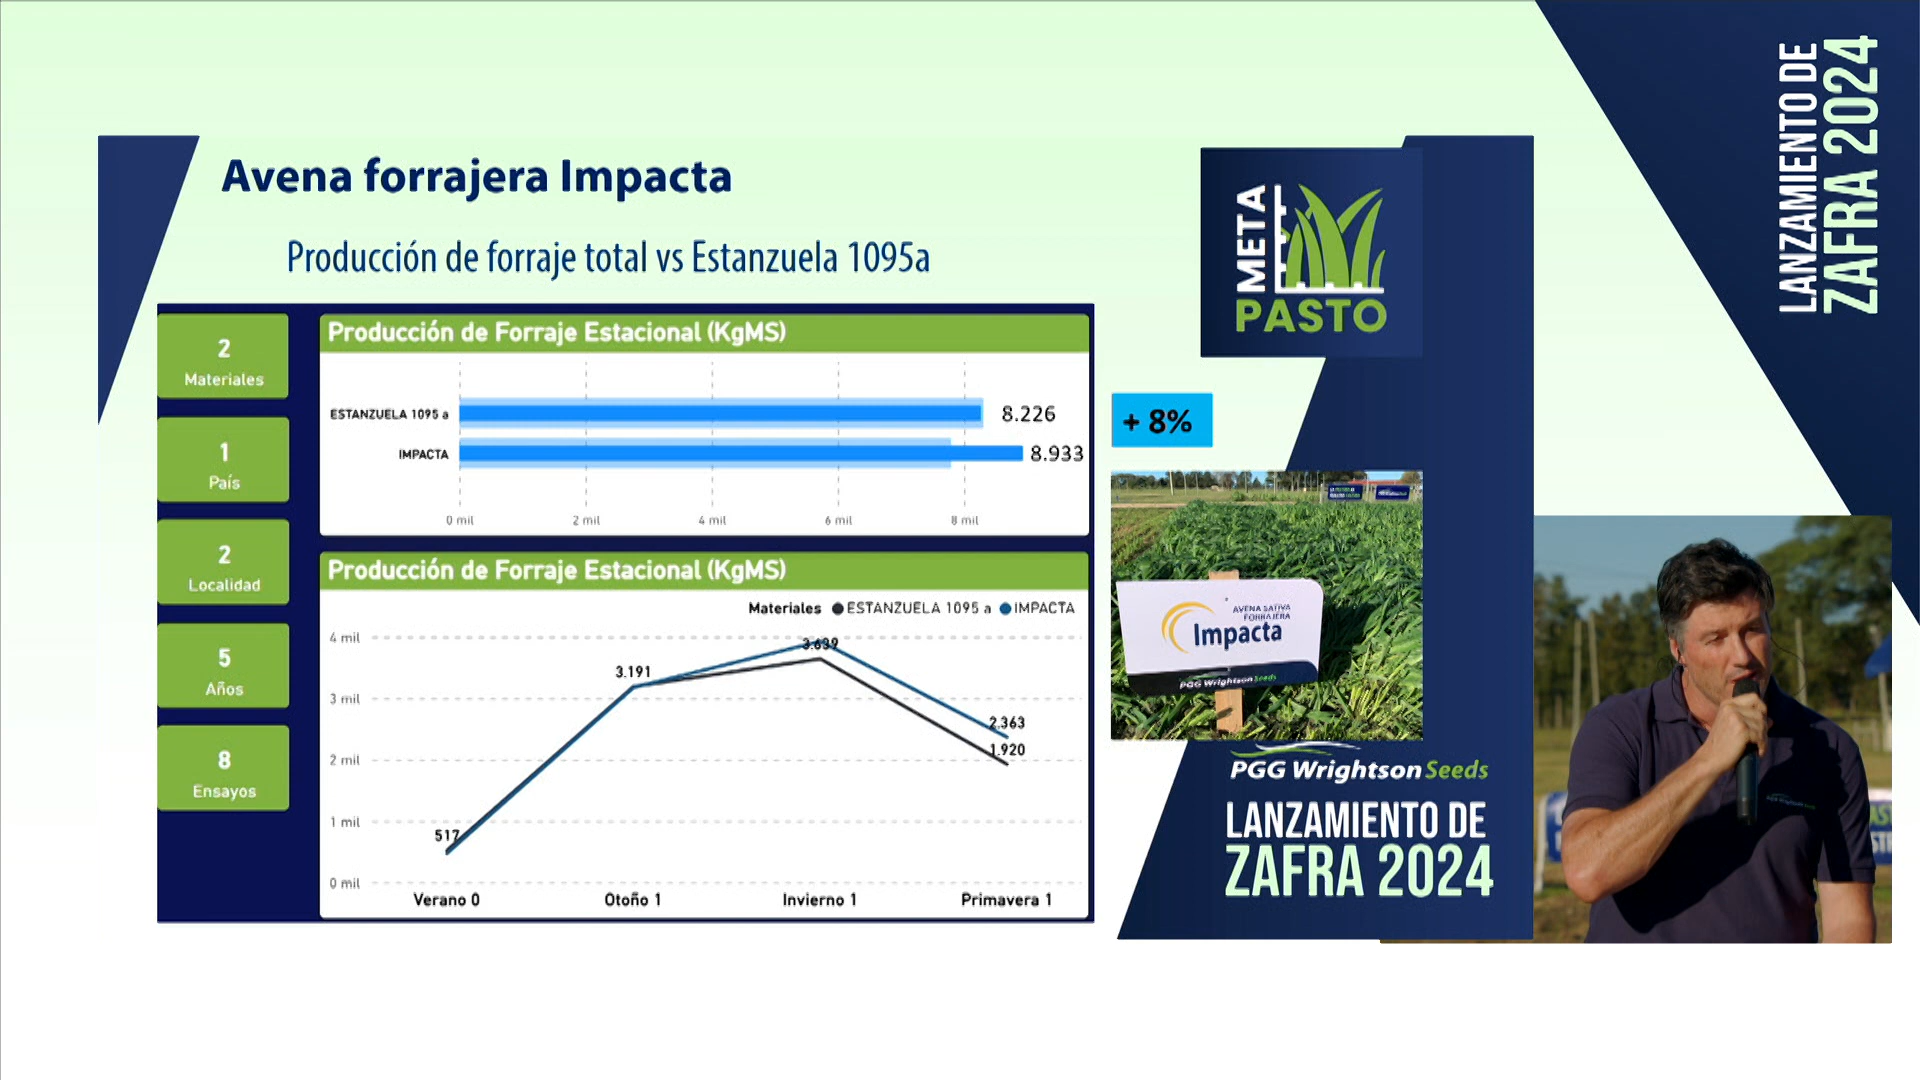 Avena forrajera Impacta
Producción de forraje total vs Estanzuela 1095a
2
Materiales
1
País
2
Localidad
5
Años
8
Ensayos
Producción de Forraje Estacional (KgMS)
ESTANZUELA 1095 a
8.226
IMPACTA
8.933
0 mil
2 mil
4 mil
6 mil
8 mil
+ 8%
Producción de Forraje Estacional (KgMS)
Materiales ESTANZUELA 1095 a IMPACTA
4 mil
3 mil
2 mil
1 mil
0 mil
517
3.191
3.639
2.363
1.920
Verano 0
Otoño 1
Invierno 1
Primavera 1
META
PASTO
AVENA SATIVA
FORRAJERA
Impacta
PGG Wrightson Seeds
PGG Wrightson Seeds
LANZAMIENTO DE
ZAFRA 2024
LANZAMIENTO DE
ZAFRA 2024